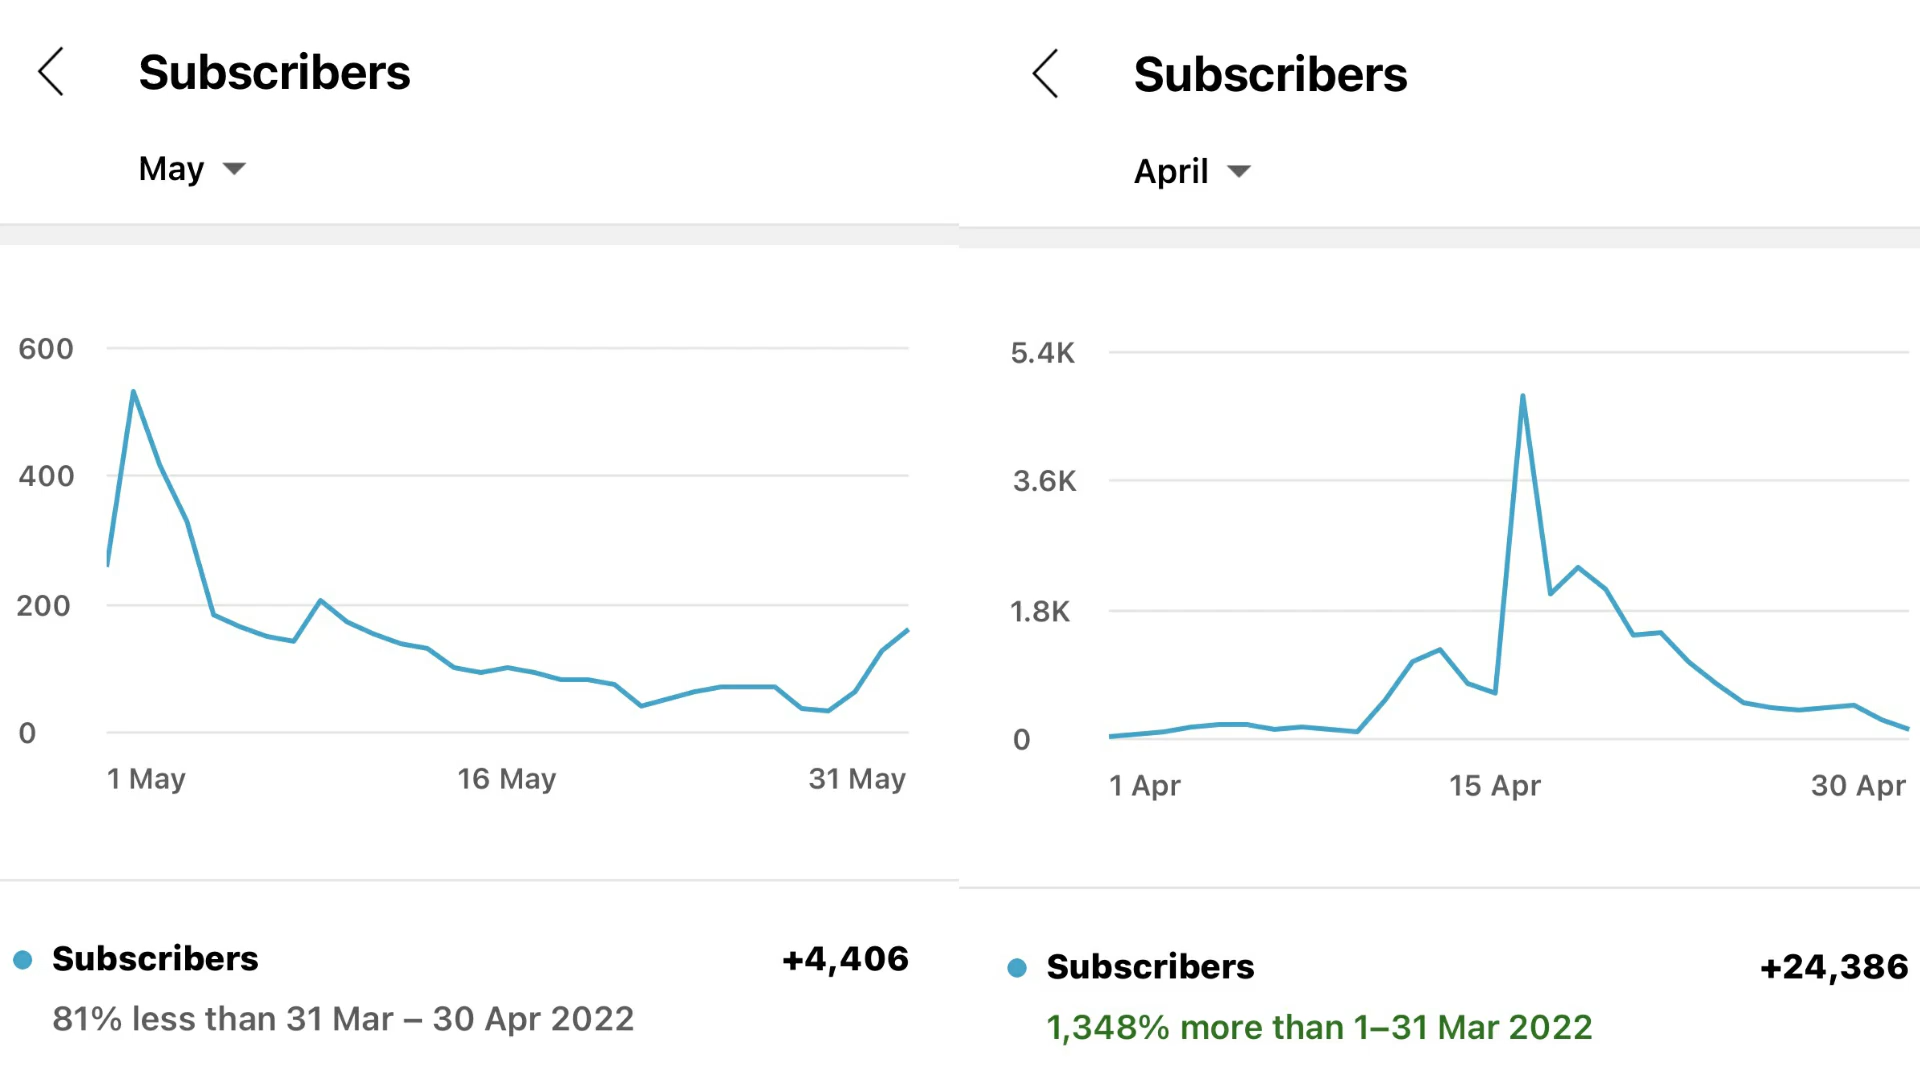 Subscribers
May
600
400
200
0
1 May 16 May 31 May
Subscribers +4,406
81% less than 31 Mar – 30 Apr 2022
Subscribers
April
5.4K
3.6K
1.8K
0
1 Apr 15 Apr 30 Apr
Subscribers +24,386
1,348% more than 1–31 Mar 2022